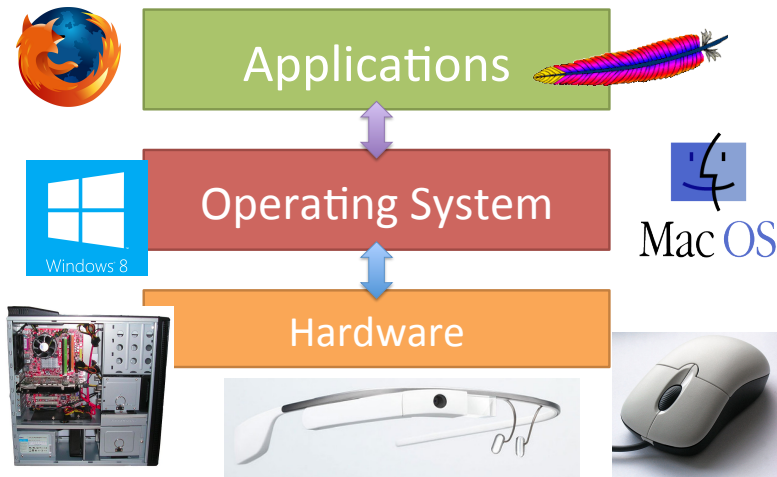 Applications
Operating System
Windows 8
Mac OS
Hardware